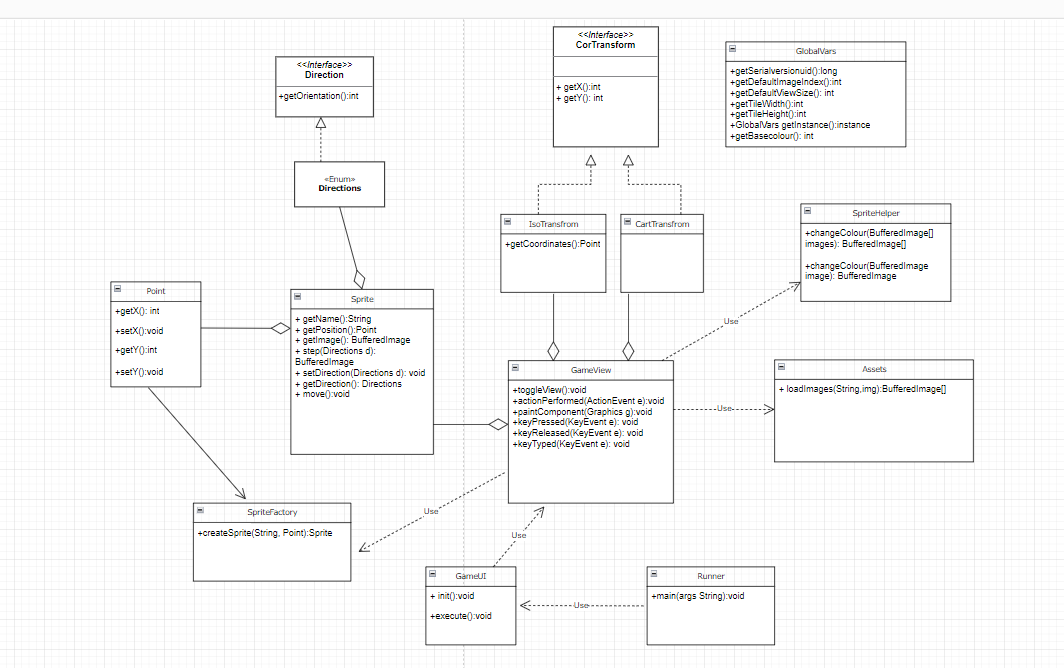 <<Interface>>
CorTransform
+ getX():int
+ getY(): int
GlobalVars
+getSerialversionuid():long
+getDefaultImageIndex():int
+getDefaultViewSize(): int
+getTileWidth():int
+getTileHeight():int
+GlobalVars getInstance():instance
+getBasecolour(): int
<<Interface>>
Direction
+getOrientation():int
«Enum»
Directions
IsoTransfrom
+getCoordinates():Point
CartTransfrom
SpriteHelper
+changeColour(BufferedImage[]
images): BufferedImage[]
+changeColour(BufferedImage
image): BufferedImage
Point
+getX(): int
+setX():void
+getY():int
+setY():void
Sprite
+ getName():String
+ getPosition():Point
+ getImage(): BufferedImage
+ step(Directions d):
BufferedImage
+ setDirection(Directions d): void
+ getDirection(): Directions
+ move():void
Use
GameView
+toggleView():void
+actionPerformed(ActionEvent e):void
+paintComponent(Graphics g):void
+keyPressed(KeyEvent e): void
+keyReleased(KeyEvent e): void
+keyTyped(KeyEvent e): void
Use
Assets
+ loadImages(String,img):BufferedImage[]
SpriteFactory
+createSprite(String, Point):Sprite
Use
Use
GameUI
+ init():void
+execute():void
Use
Runner
+main(args String):void